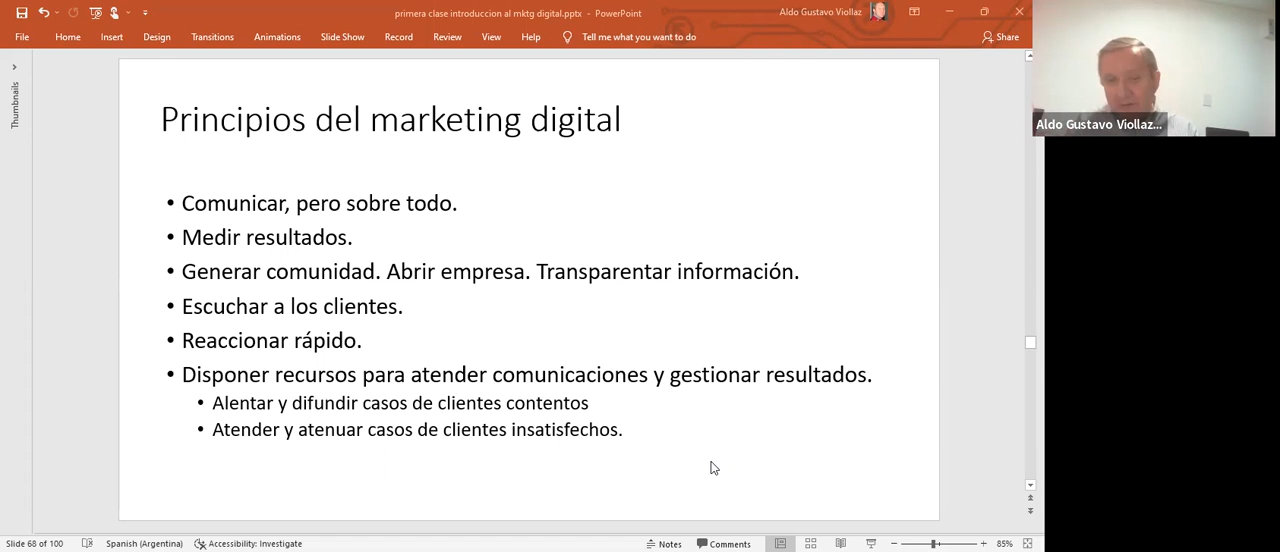 primera clase introduccion al mktg digital.pptx - PowerPoint
Aldo Gustavo Viollaz
File Home Insert Design Transitions Animations Slide Show Record Review View Help Tell me what you want to do Share
Aldo Gustavo Viollaz...
Thumbnails
Principios del marketing digital
• Comunicar, pero sobre todo.
• Medir resultados.
• Generar comunidad. Abrir empresa. Transparentar información.
• Escuchar a los clientes.
• Reaccionar rápido.
• Disponer recursos para atender comunicaciones y gestionar resultados.
• Alentar y difundir casos de clientes contentos
• Atender y atenuar casos de clientes insatisfechos.
Slide 68 of 100 Spanish (Argentina) Accessibility: Investigate Notes Comments 85%